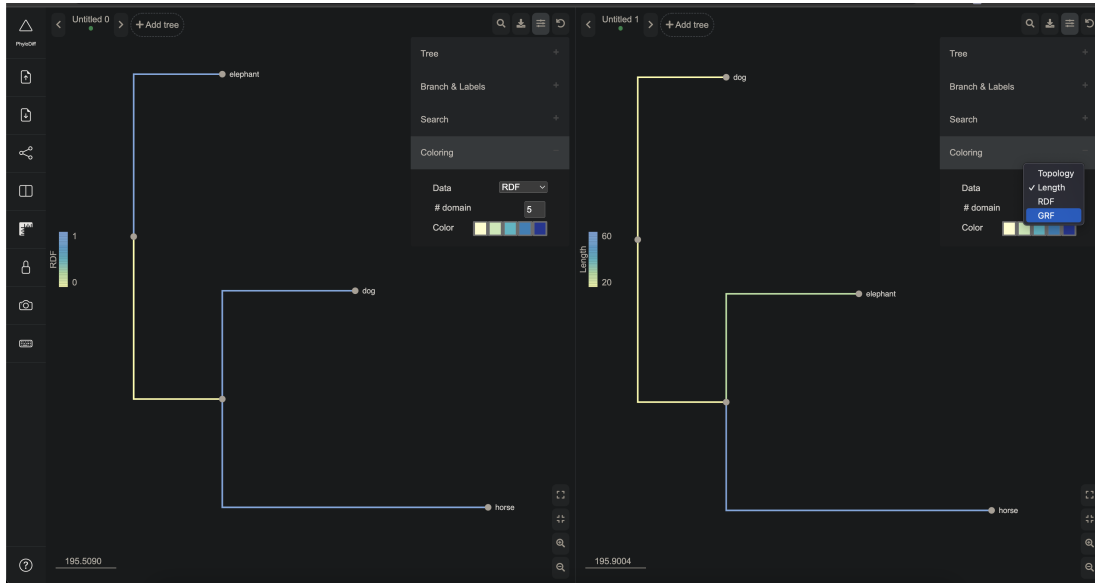 PhyloDiff
Untitled 0
+ Add tree
elephant
dog
horse
RDF
1
0
195.5090
Tree
Branch & Labels
Search
Coloring
Data
RDF
# domain
5
Color
Untitled 1
+ Add tree
dog
elephant
horse
Length
60
20
195.9004
Tree
Branch & Labels
Search
Coloring
Data
# domain
Color
Topology
✓ Length
RDF
GRF